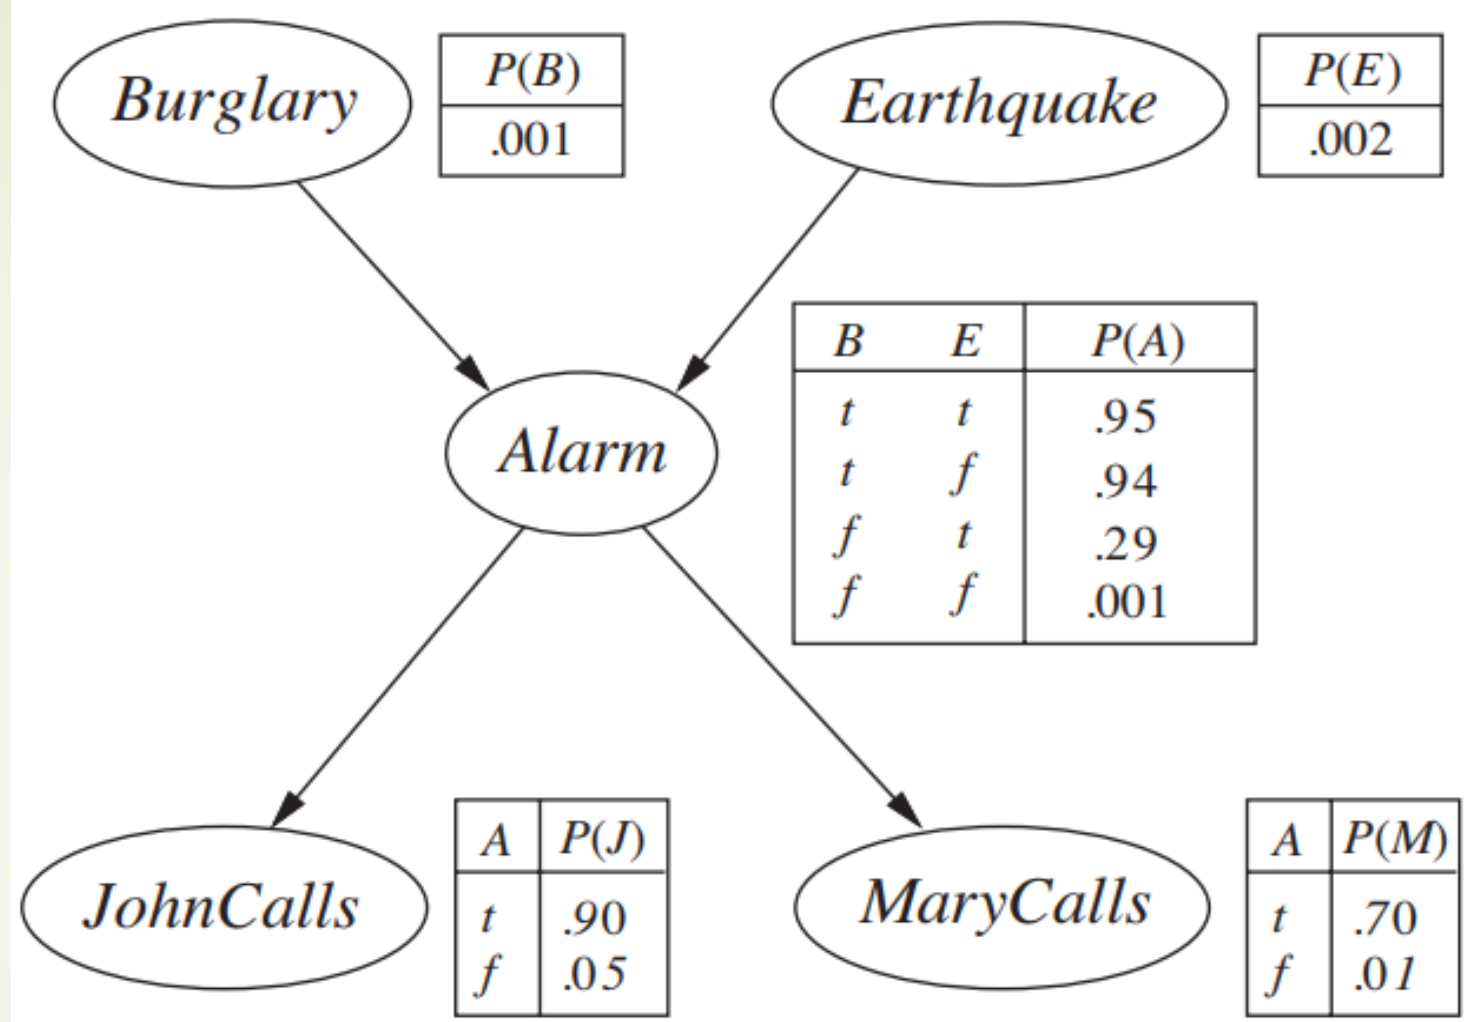 Burglary
P(B)
.001
Earthquake
P(E)
.002
B E P(A)
t t .95
t f .94
f t .29
f f .001
Alarm
JohnCalls
A P(J)
t .90
f .05
MaryCalls
A P(M)
t .70
f .01